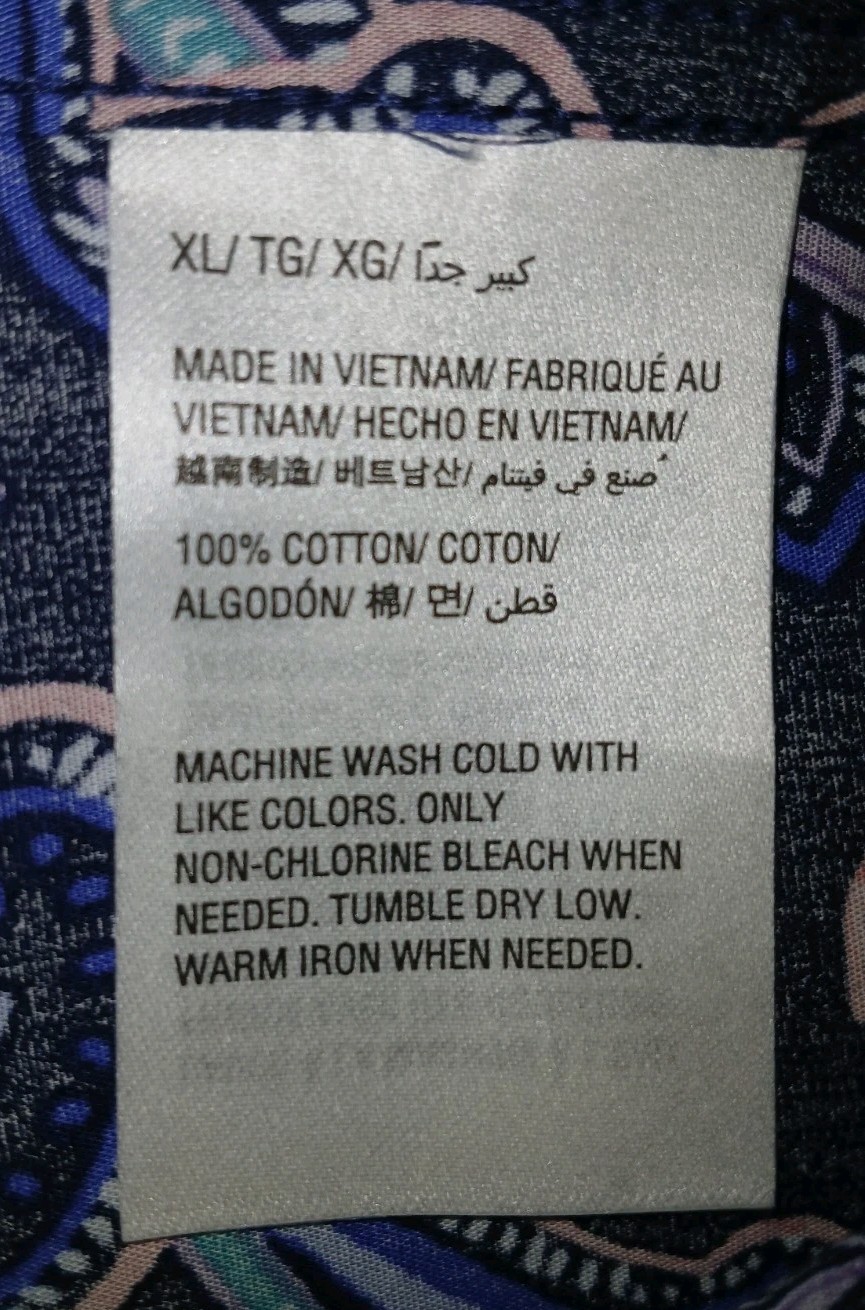 XL/ TG/ XG/ كبير جدًا
MADE IN VIETNAM/ FABRIQUÉ AU
VIETNAM/ HECHO EN VIETNAM/
越南制造/ 베트남산/ صُنع في فيتنام
100% COTTON/ COTON/
ALGODÓN/ 棉/ 면/ قطن
MACHINE WASH COLD WITH
LIKE COLORS. ONLY
NON-CHLORINE BLEACH WHEN
NEEDED. TUMBLE DRY LOW.
WARM IRON WHEN NEEDED.